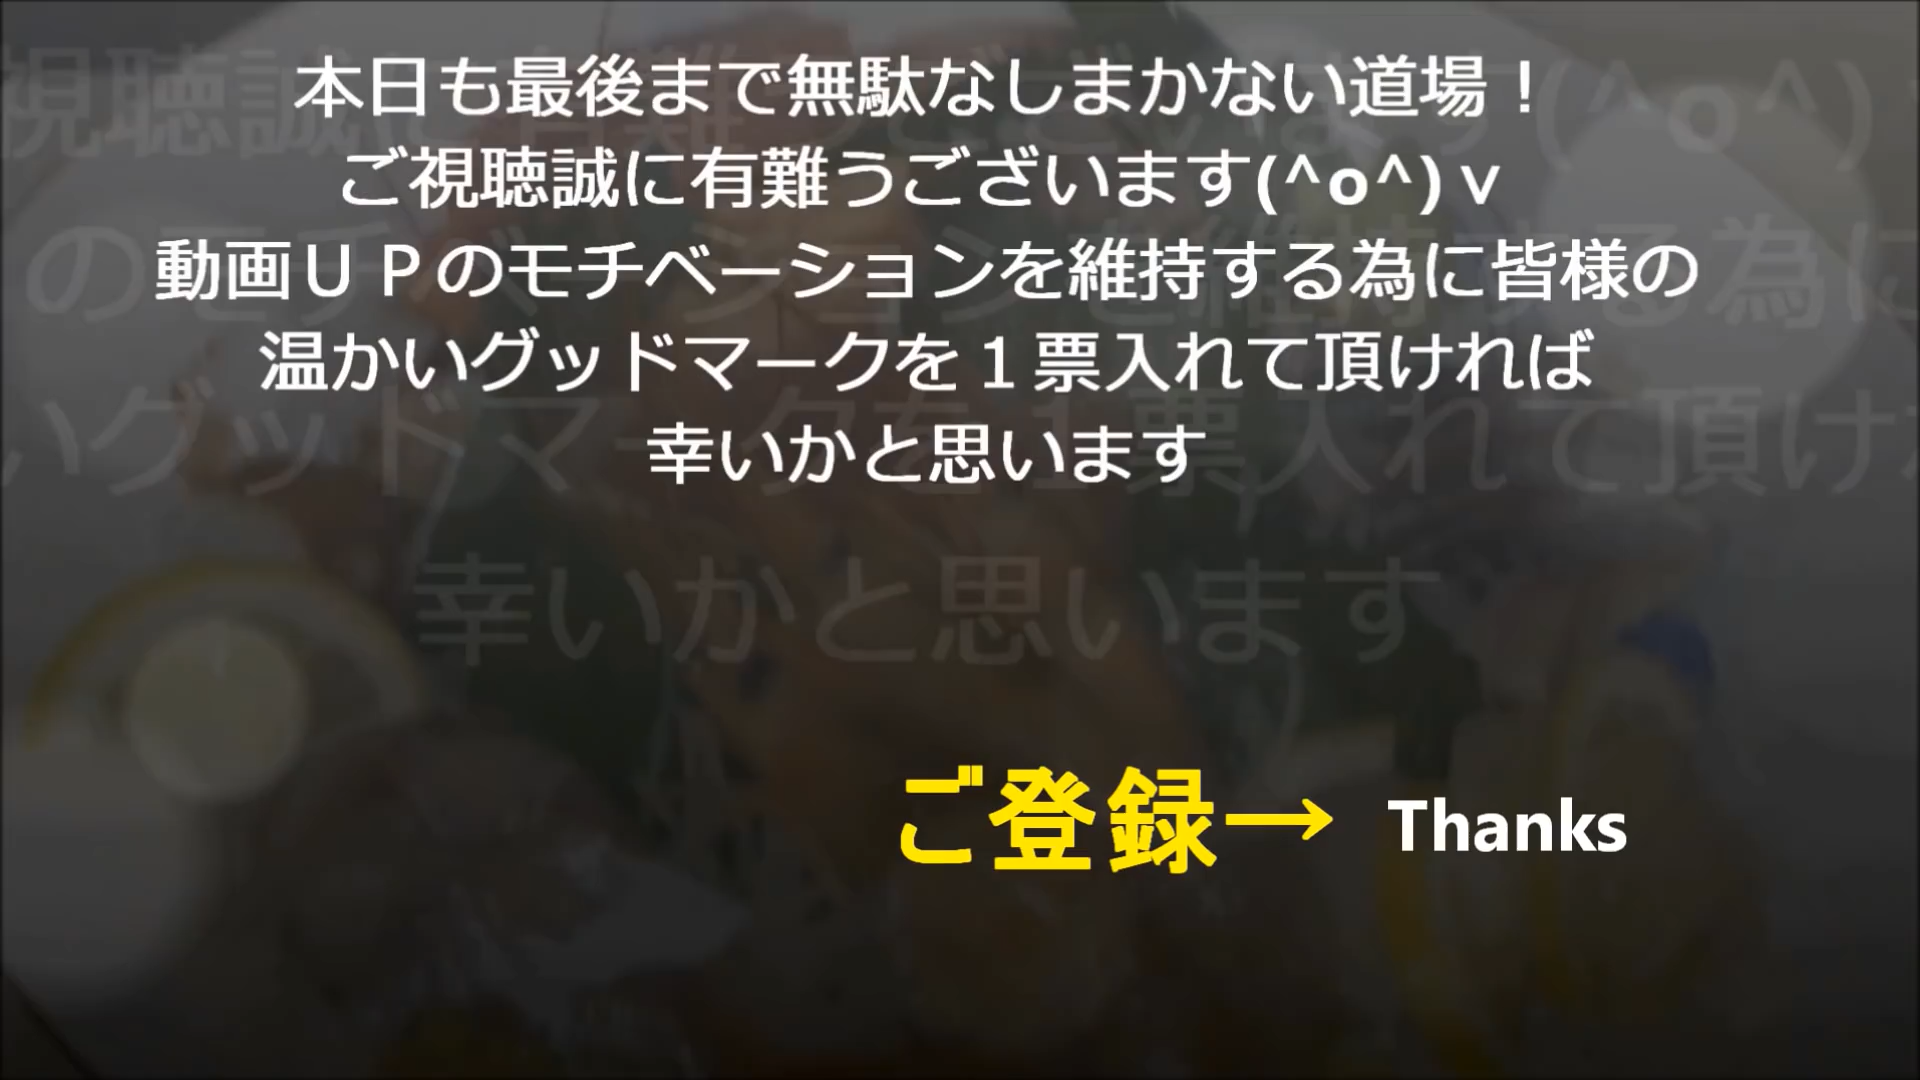 本日も最後まで無駄なしまかない道場！
ご視聴誠に有難うございます(^o^)ｖ
動画ＵＰのモチベーションを維持する為に皆様の
温かいグッドマークを１票入れて頂ければ
幸いかと思います
ご登録→ Thanks